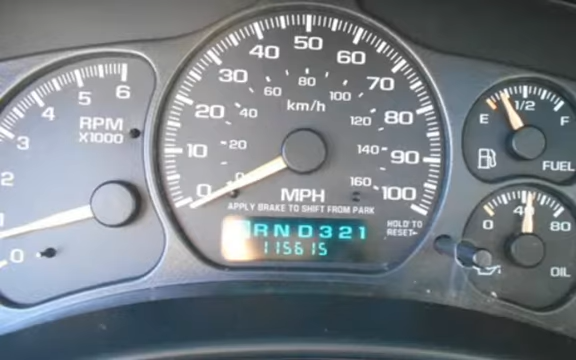 0 1 2 3 4 5 6
RPM
X1000
0 10 20 30 40 50 60 70 80 90 100
20 40 60 80 100 120 140 160
km/h
MPH
APPLY BRAKE TO SHIFT FROM PARK
RND321
115615
HOLD TO
RESET
E 1/2 F
FUEL
0 40 80
OIL